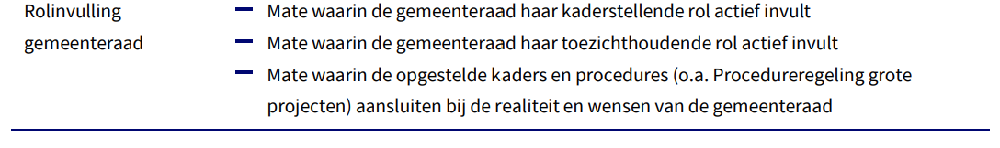 Rolinvulling
gemeenteraad
— Mate waarin de gemeenteraad haar kaderstellende rol actief invult
— Mate waarin de gemeenteraad haar toezichthoudende rol actief invult
— Mate waarin de opgestelde kaders en procedures (o.a. Procedureregeling grote
projecten) aansluiten bij de realiteit en wensen van de gemeenteraad